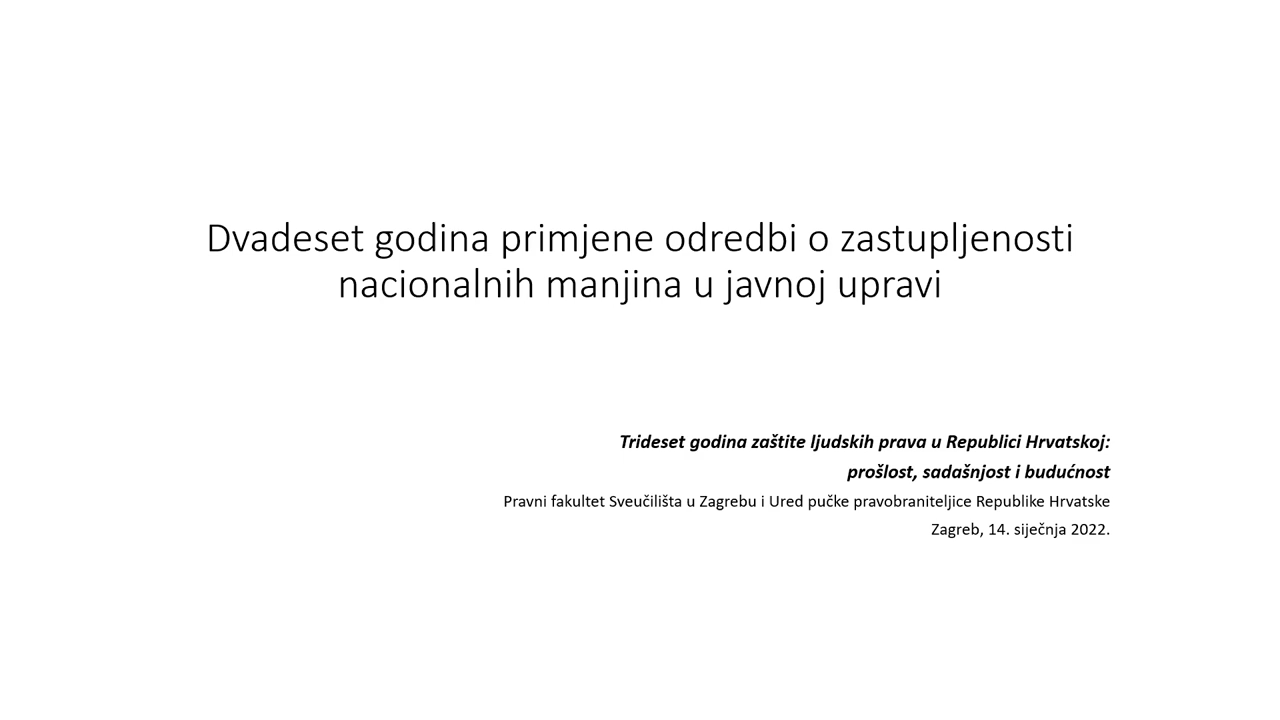 Dvadeset godina primjene odredbi o zastupljenosti
nacionalnih manjina u javnoj upravi
Trideset godina zaštite ljudskih prava u Republici Hrvatskoj:
prošlost, sadašnjost i budućnost
Pravni fakultet Sveučilišta u Zagrebu i Ured pučke pravobraniteljice Republike Hrvatske
Zagreb, 14. siječnja 2022.